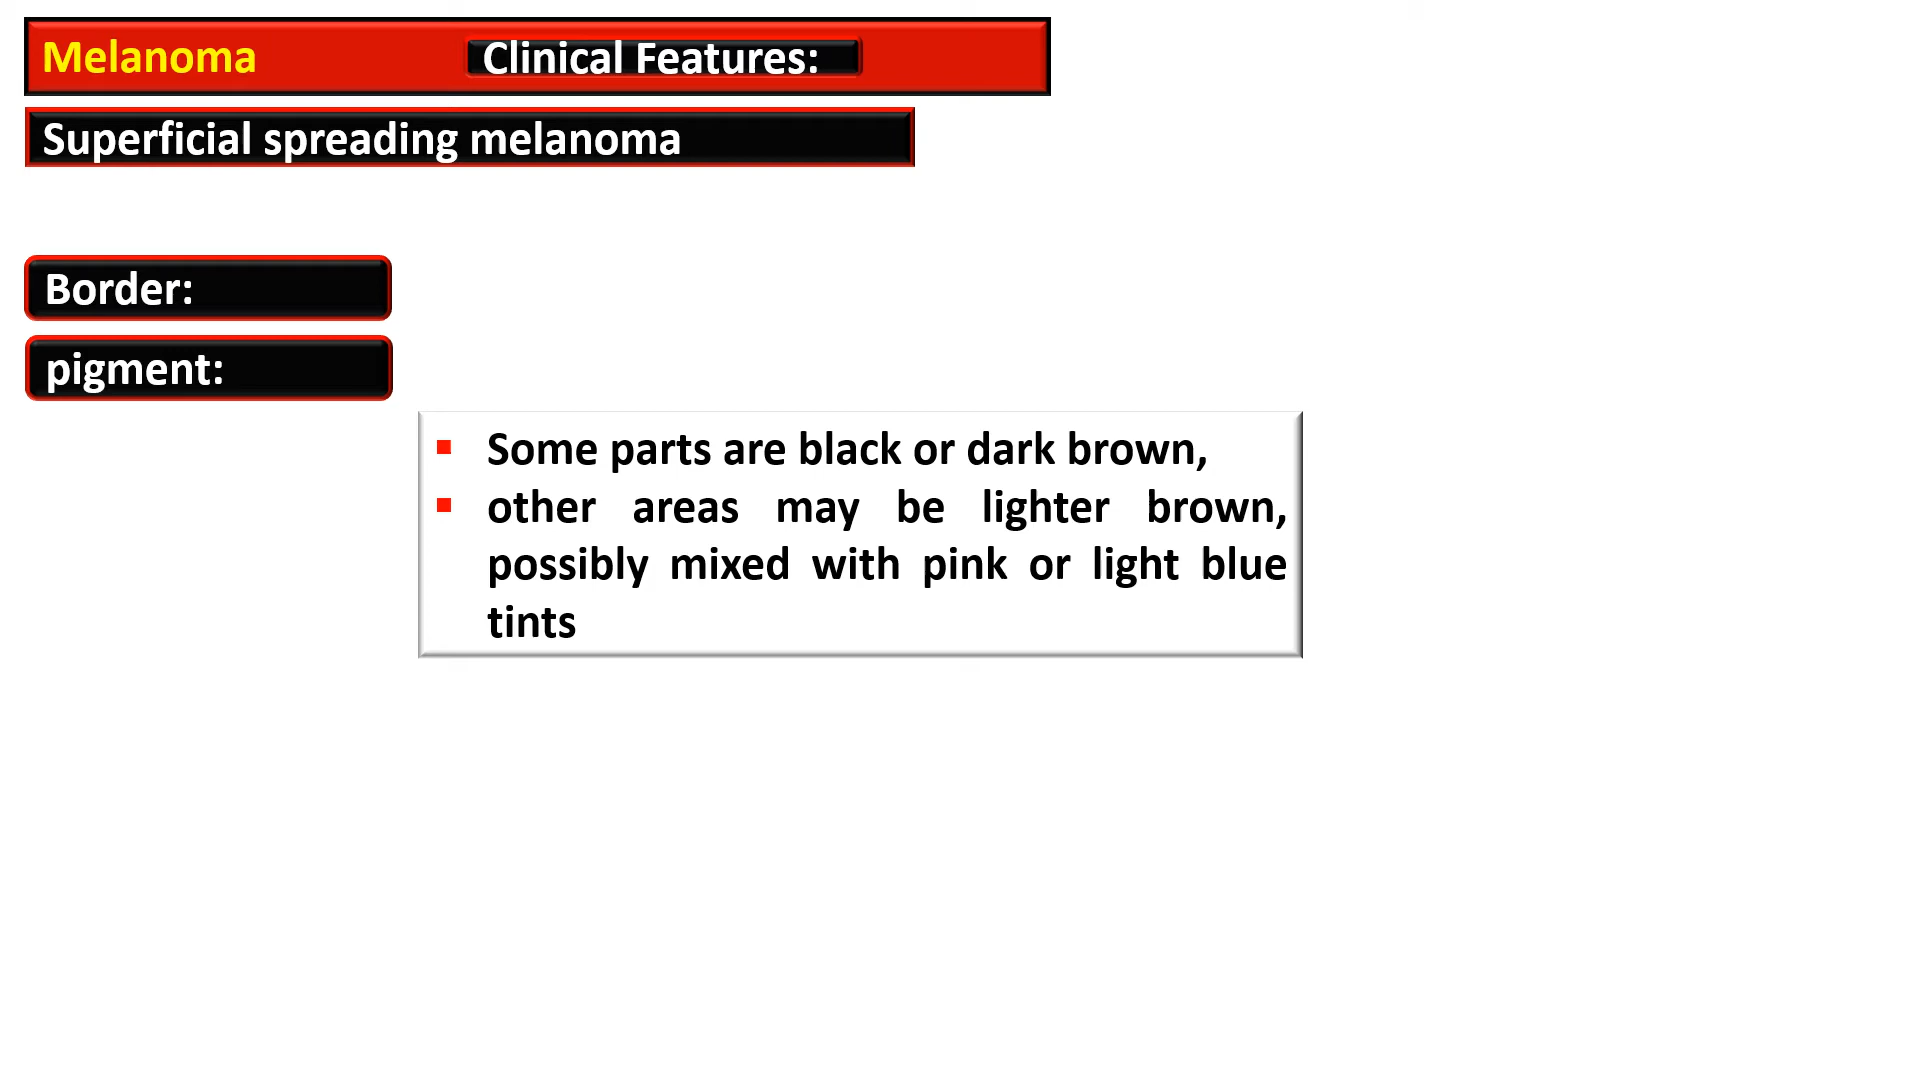 Melanoma Clinical Features:
Superficial spreading melanoma
Border:
pigment:
▪ Some parts are black or dark brown,
▪ other areas may be lighter brown,
possibly mixed with pink or light blue
tints